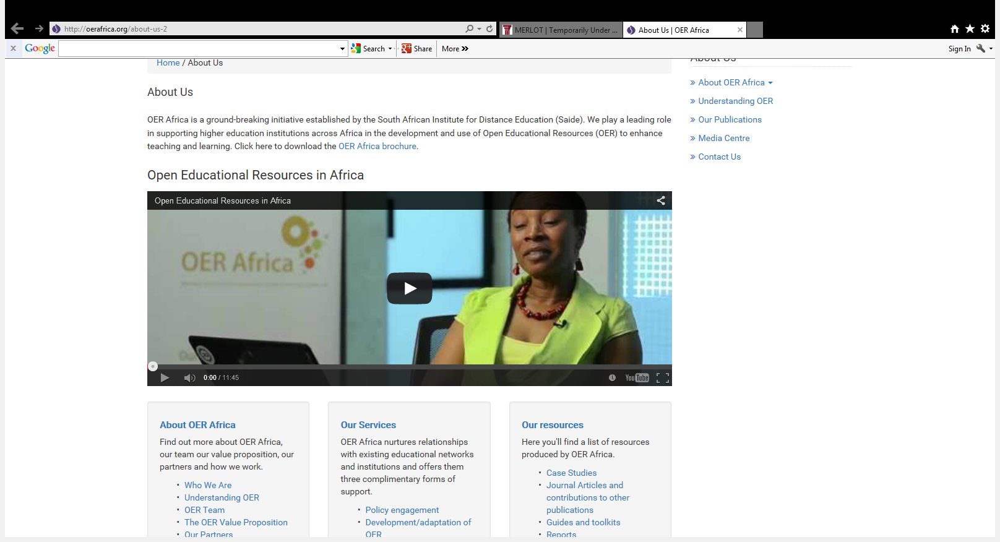 http://oerafrica.org/about-us-2
MERLOT | Temporarily Under ...
About Us | OER Africa
x
Google
Search
Share
More »
Sign In
Home / About Us
About Us
About Us
OER Africa is a ground-breaking initiative established by the South African Institute for Distance Education (Saide). We play a leading role
in supporting higher education institutions across Africa in the development and use of Open Educational Resources (OER) to enhance
teaching and learning. Click here to download the OER Africa brochure.
» About OER Africa
» Understanding OER
» Our Publications
» Media Centre
» Contact Us
Open Educational Resources in Africa
Open Educational Resources in Africa
OER Africa
0:00 / 11:45
YouTube
About OER Africa
Find out more about OER Africa,
our team our value proposition, our
partners and how we work.
• Who We Are
• Understanding OER
• OER Team
• The OER Value Proposition
• Our Partners
Our Services
OER Africa nurtures relationships
with existing educational networks
and institutions and offers them
three complimentary forms of
support.
• Policy engagement
• Development/adaptation of
OER
Our resources
Here you'll find a list of resources
produced by OER Africa.
• Case Studies
• Journal Articles and
contributions to other
publications
• Guides and toolkits
• Reports